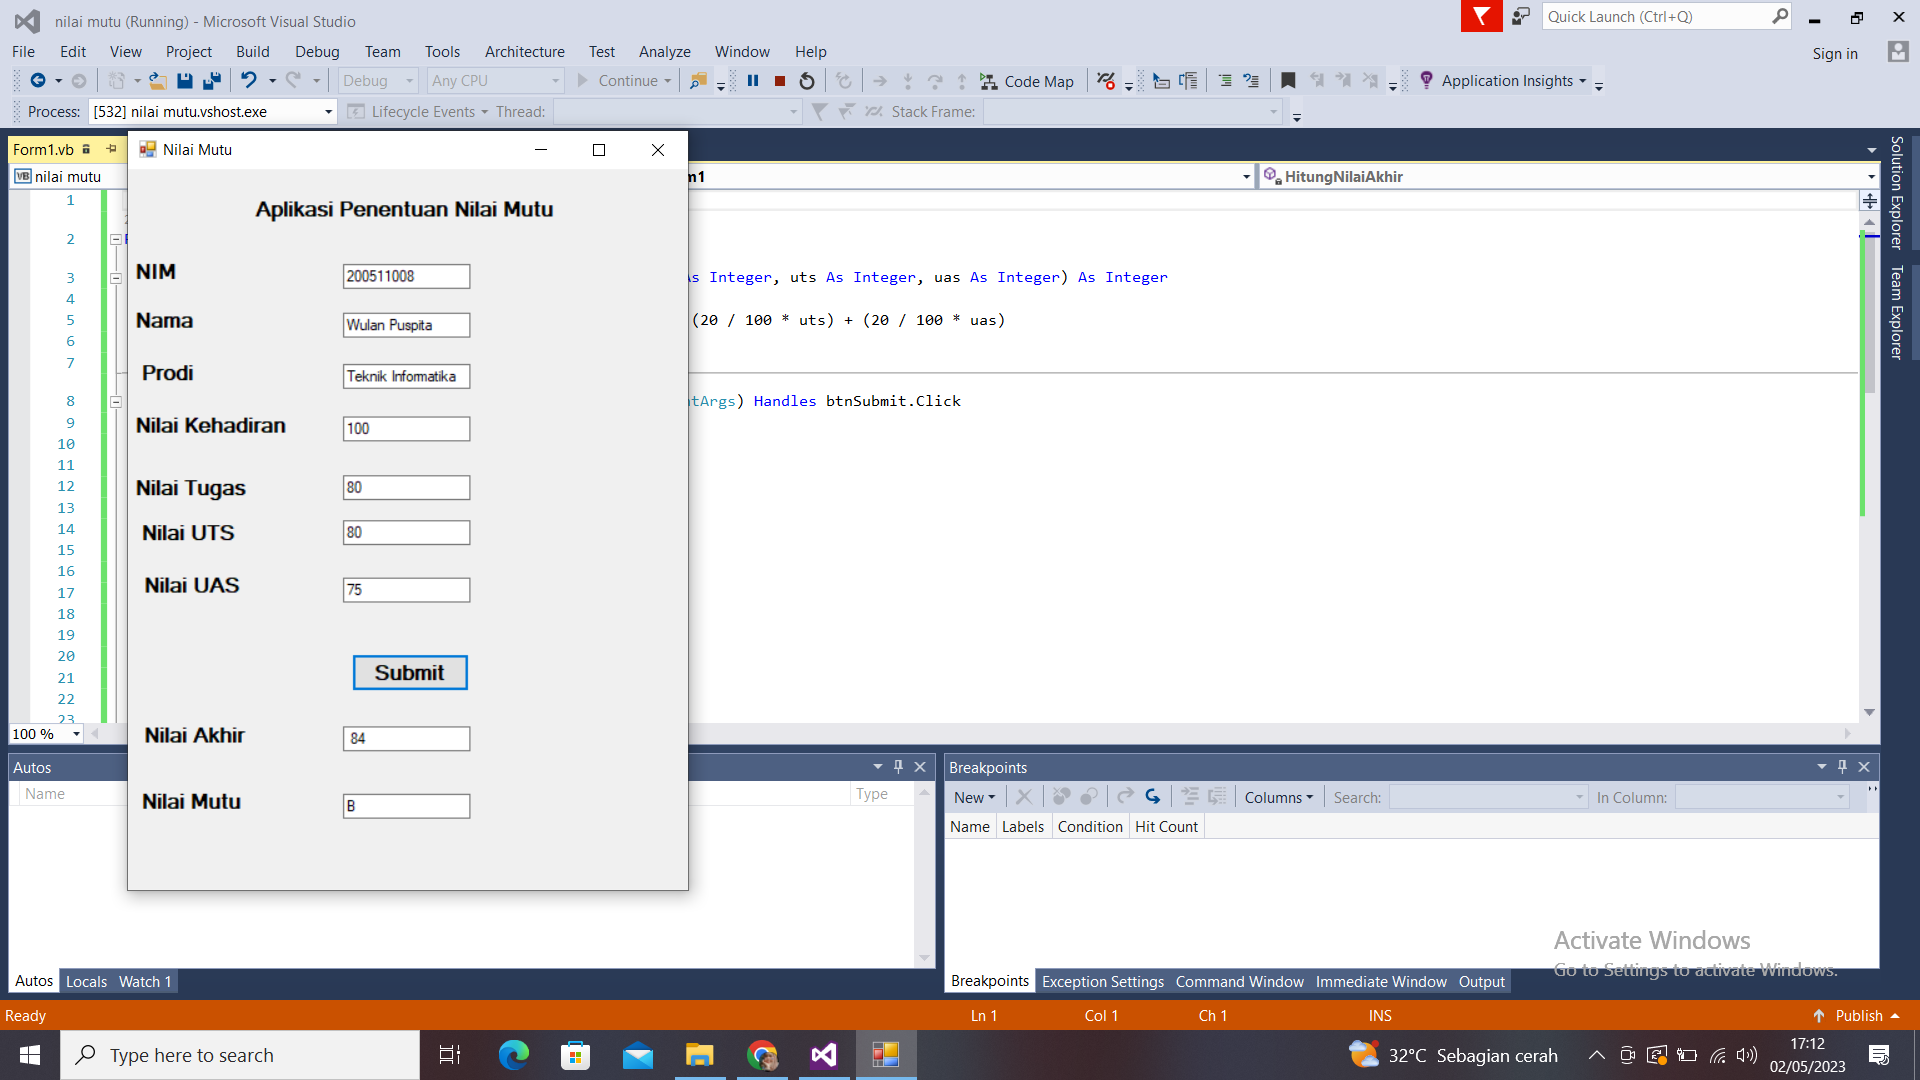 nilai mutu (Running) - Microsoft Visual Studio
Quick Launch (Ctrl+Q)
File Edit View Project Build Debug Team Tools Architecture Test Analyze Window Help
Sign in
Debug Any CPU Continue Code Map Application Insights
Process: [532] nilai mutu.vshost.exe Lifecycle Events Thread: Stack Frame:
Form1.vb
Nilai Mutu
VB nilai mutu
m1
HitungNilaiAkhir
Solution Explorer
Team Explorer
Aplikasi Penentuan Nilai Mutu
NIM 200511008
Nama Wulan Puspita
Prodi Teknik Informatika
Nilai Kehadiran 100
Nilai Tugas 80
Nilai UTS 80
Nilai UAS 75
Submit
Nilai Akhir 84
Nilai Mutu B
1
2
3
4
5
6
7
8
9
10
11
12
13
14
15
16
17
18
19
20
21
22
23
As Integer, uts As Integer, uas As Integer) As Integer
(20 / 100 * uts) + (20 / 100 * uas)
ntArgs) Handles btnSubmit.Click
100 %
Autos
Name Type
Autos Locals Watch 1
Breakpoints
New Columns Search: In Column:
Name Labels Condition Hit Count
Activate Windows
Go to Settings to activate Windows.
Breakpoints Exception Settings Command Window Immediate Window Output
Ready Ln 1 Col 1 Ch 1 INS Publish
Type here to search
32°C Sebagian cerah
17:12
02/05/2023